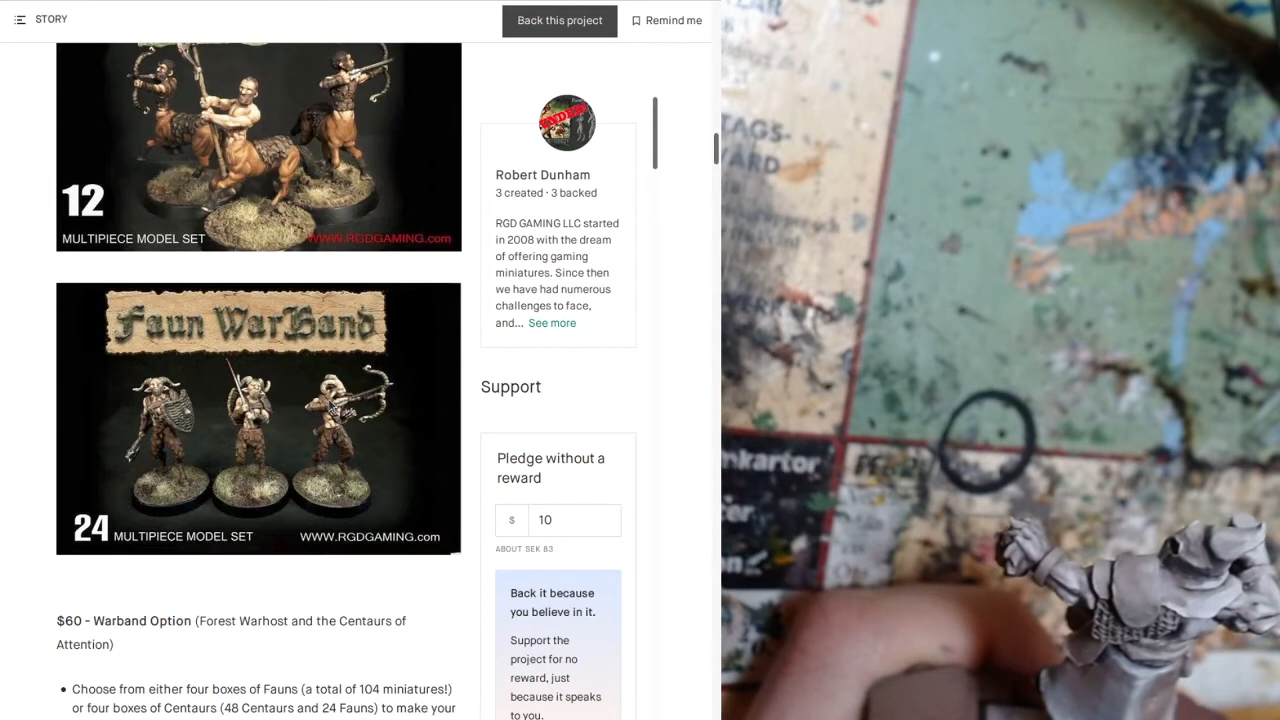 STORY
Back this project
Remind me
12
MULTIPIECE MODEL SET
WWW.RGDGAMING.com
Faun WarBand
24 MULTIPIECE MODEL SET
WWW.RGDGAMING.com
$60 - Warband Option (Forest Warhost and the Centaurs of
Attention)
• Choose from either four boxes of Fauns (a total of 104 miniatures!)
or four boxes of Centaurs (48 Centaurs and 24 Fauns) to make your
Robert Dunham
3 created · 3 backed
RGD GAMING LLC started
in 2008 with the dream
of offering gaming
miniatures. Since then
we have had numerous
challenges to face,
and... See more
Support
Pledge without a
reward
$ 10
ABOUT SEK 83
Back it because
you believe in it.
Support the
project for no
reward, just
because it speaks
to you.
TAGS-